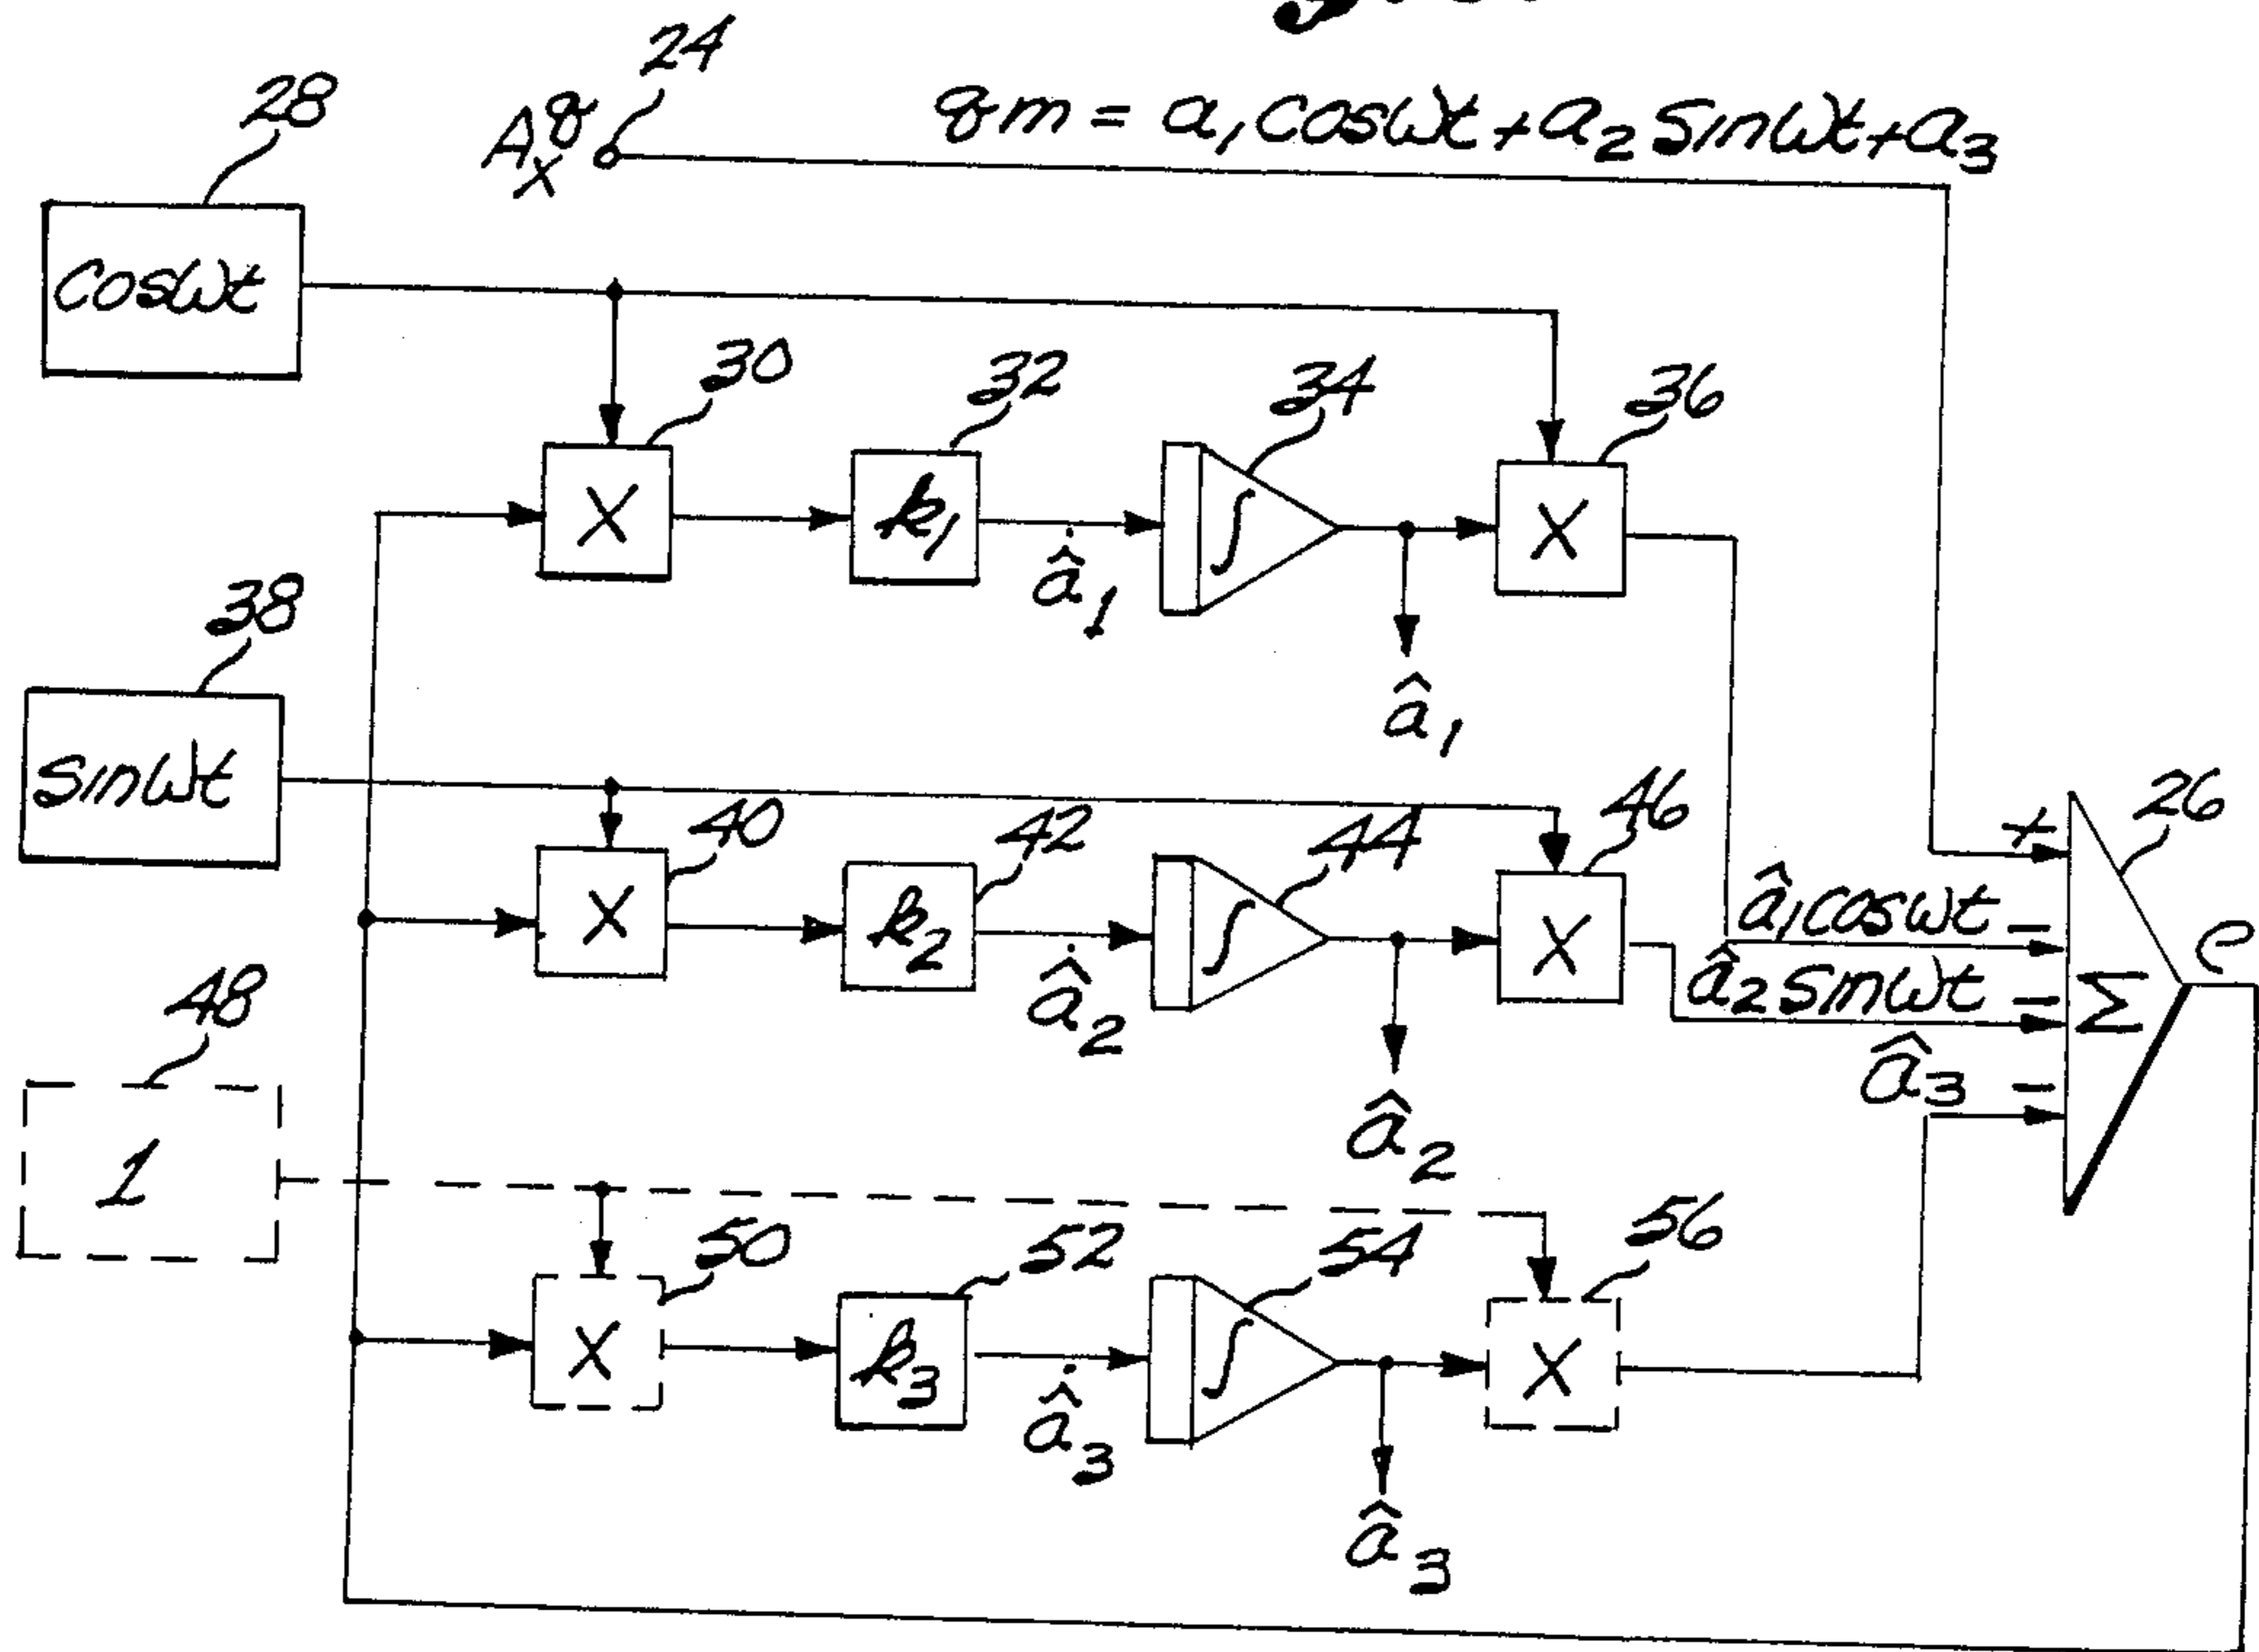 24
28
A_x^g
gm = a₁cosωt+a₂sinωt+a₃
cosωt
30
32
34
36
X
k₁
∫
X
â̇₁
38
â₁
sinωt
40
42
44
46
26
+
X
k₂
∫
X
â₁cosωt −
e
â₂sinωt −
Σ
48
â̇₂
â₃ −
â₂
1
50
52
54
56
X
k₃
∫
X
â̇₃
â₃